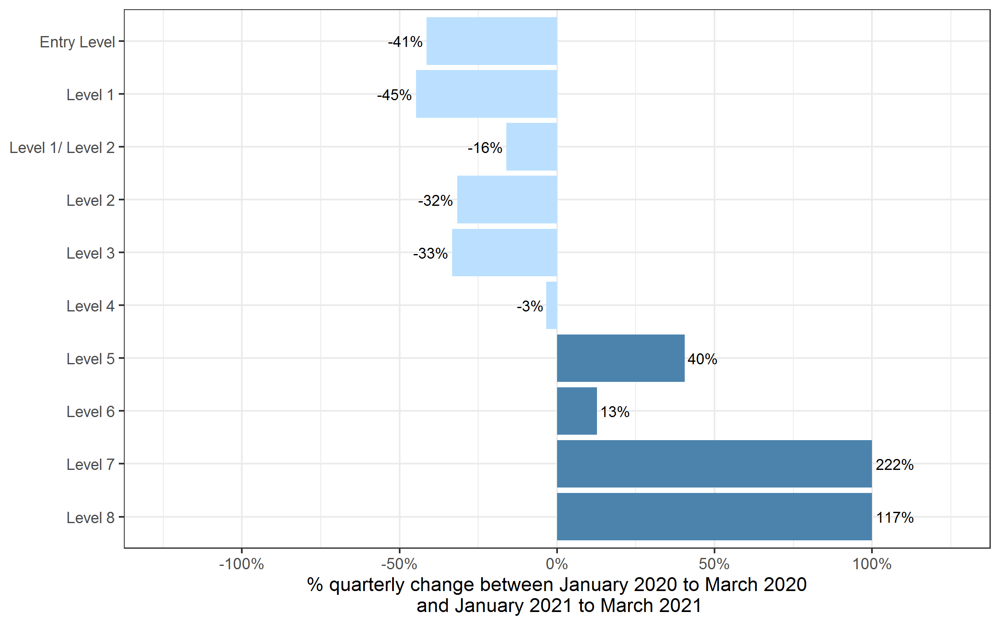 Entry Level
-41%
Level 1
-45%
Level 1/ Level 2
-16%
Level 2
-32%
Level 3
-33%
Level 4
-3%
Level 5
40%
Level 6
13%
Level 7
222%
Level 8
117%
-100%
-50%
0%
50%
100%
% quarterly change between January 2020 to March 2020
and January 2021 to March 2021